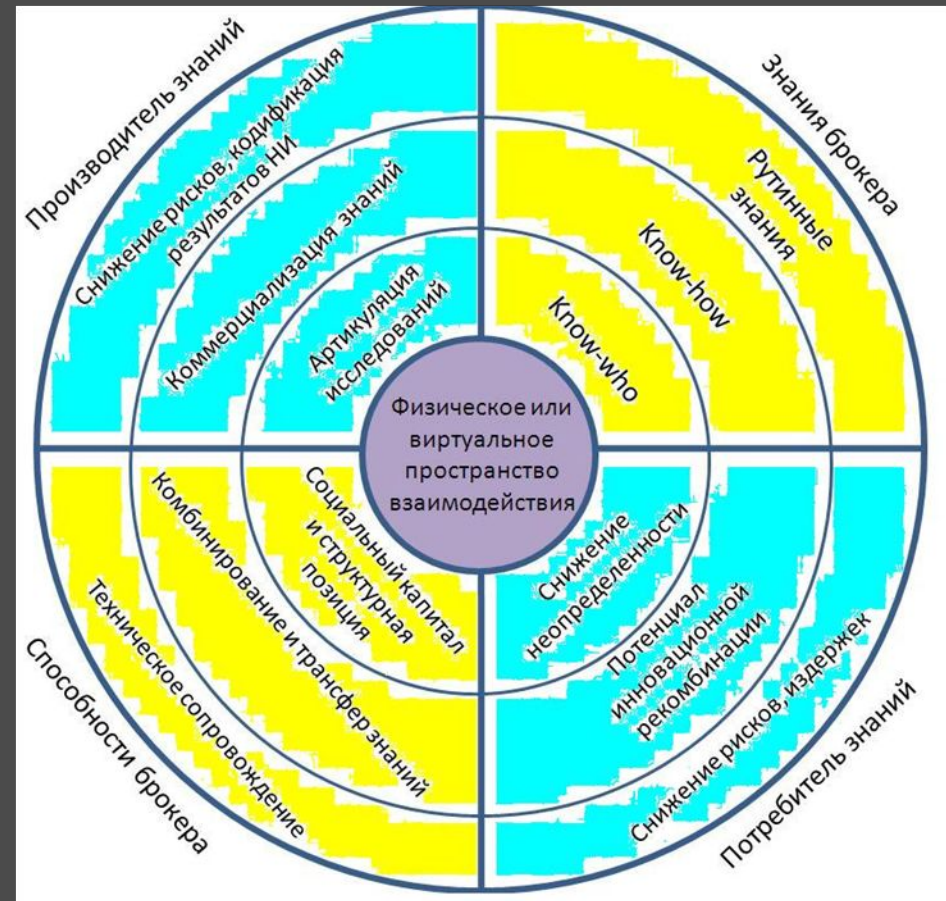 Производитель знаний
Снижение рисков, кодификация
результатов НИ
Коммерциализация знаний
Артикуляция
исследований
Знания брокера
Рутинные
знания
Know-how
Know-who
Физическое или
виртуальное
пространство
взаимодействия
Способности брокера
Техническое сопровождение
Комбинирование и трансфер знаний
Социальный капитал
и структурная
позиция
Снижение
неопределенности
Потенциал
инновационной
рекомбинации
Снижение рисков, издержек
Потребитель знаний